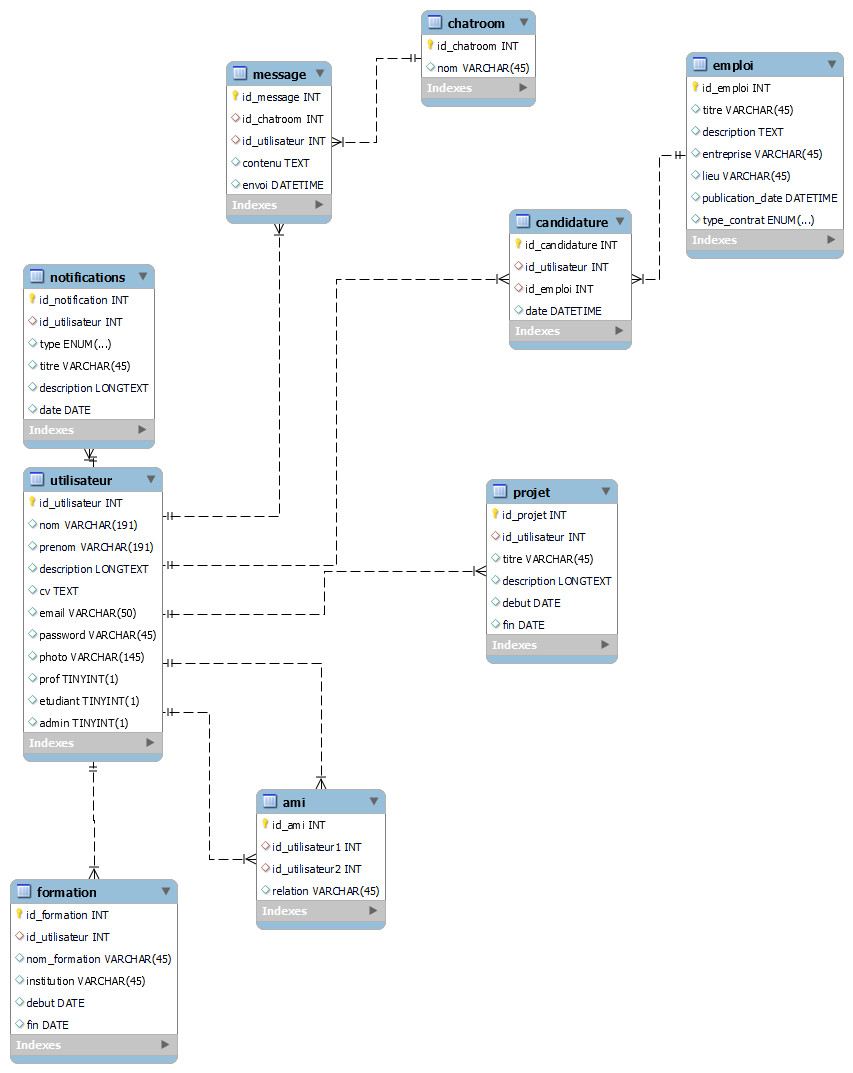 chatroom
id_chatroom INT
nom VARCHAR(45)
Indexes
message
id_message INT
id_chatroom INT
id_utilisateur INT
contenu TEXT
envoi DATETIME
Indexes
emploi
id_emploi INT
titre VARCHAR(45)
description TEXT
entreprise VARCHAR(45)
lieu VARCHAR(45)
publication_date DATETIME
type_contrat ENUM(...)
Indexes
candidature
id_candidature INT
id_utilisateur INT
id_emploi INT
date DATETIME
Indexes
notifications
id_notification INT
id_utilisateur INT
type ENUM(...)
titre VARCHAR(45)
description LONGTEXT
date DATE
Indexes
utilisateur
id_utilisateur INT
nom VARCHAR(191)
prenom VARCHAR(191)
description LONGTEXT
cv TEXT
email VARCHAR(50)
password VARCHAR(45)
photo VARCHAR(145)
prof TINYINT(1)
etudiant TINYINT(1)
admin TINYINT(1)
Indexes
projet
id_projet INT
id_utilisateur INT
titre VARCHAR(45)
description LONGTEXT
debut DATE
fin DATE
Indexes
ami
id_ami INT
id_utilisateur1 INT
id_utilisateur2 INT
relation VARCHAR(45)
Indexes
formation
id_formation INT
id_utilisateur INT
nom_formation VARCHAR(45)
institution VARCHAR(45)
debut DATE
fin DATE
Indexes